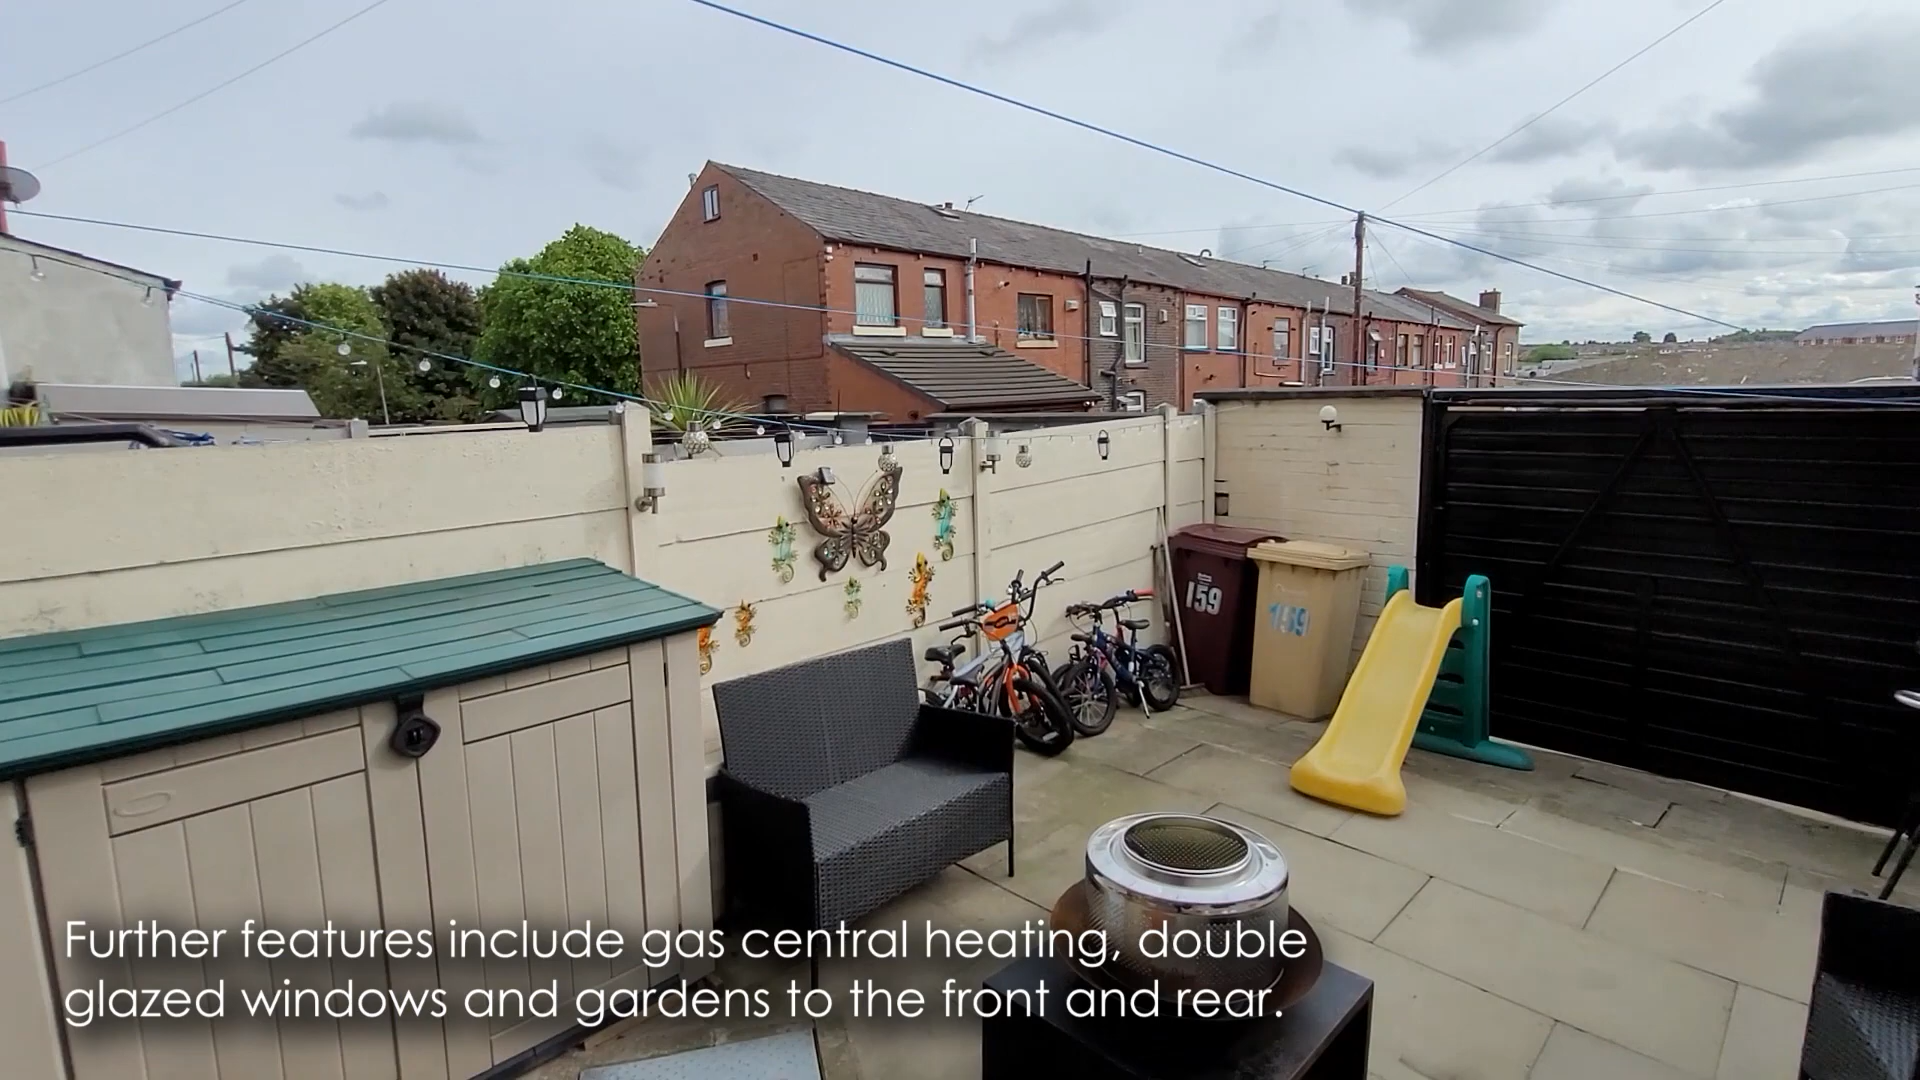 159
159
Further features include gas central heating, double
glazed windows and gardens to the front and rear.